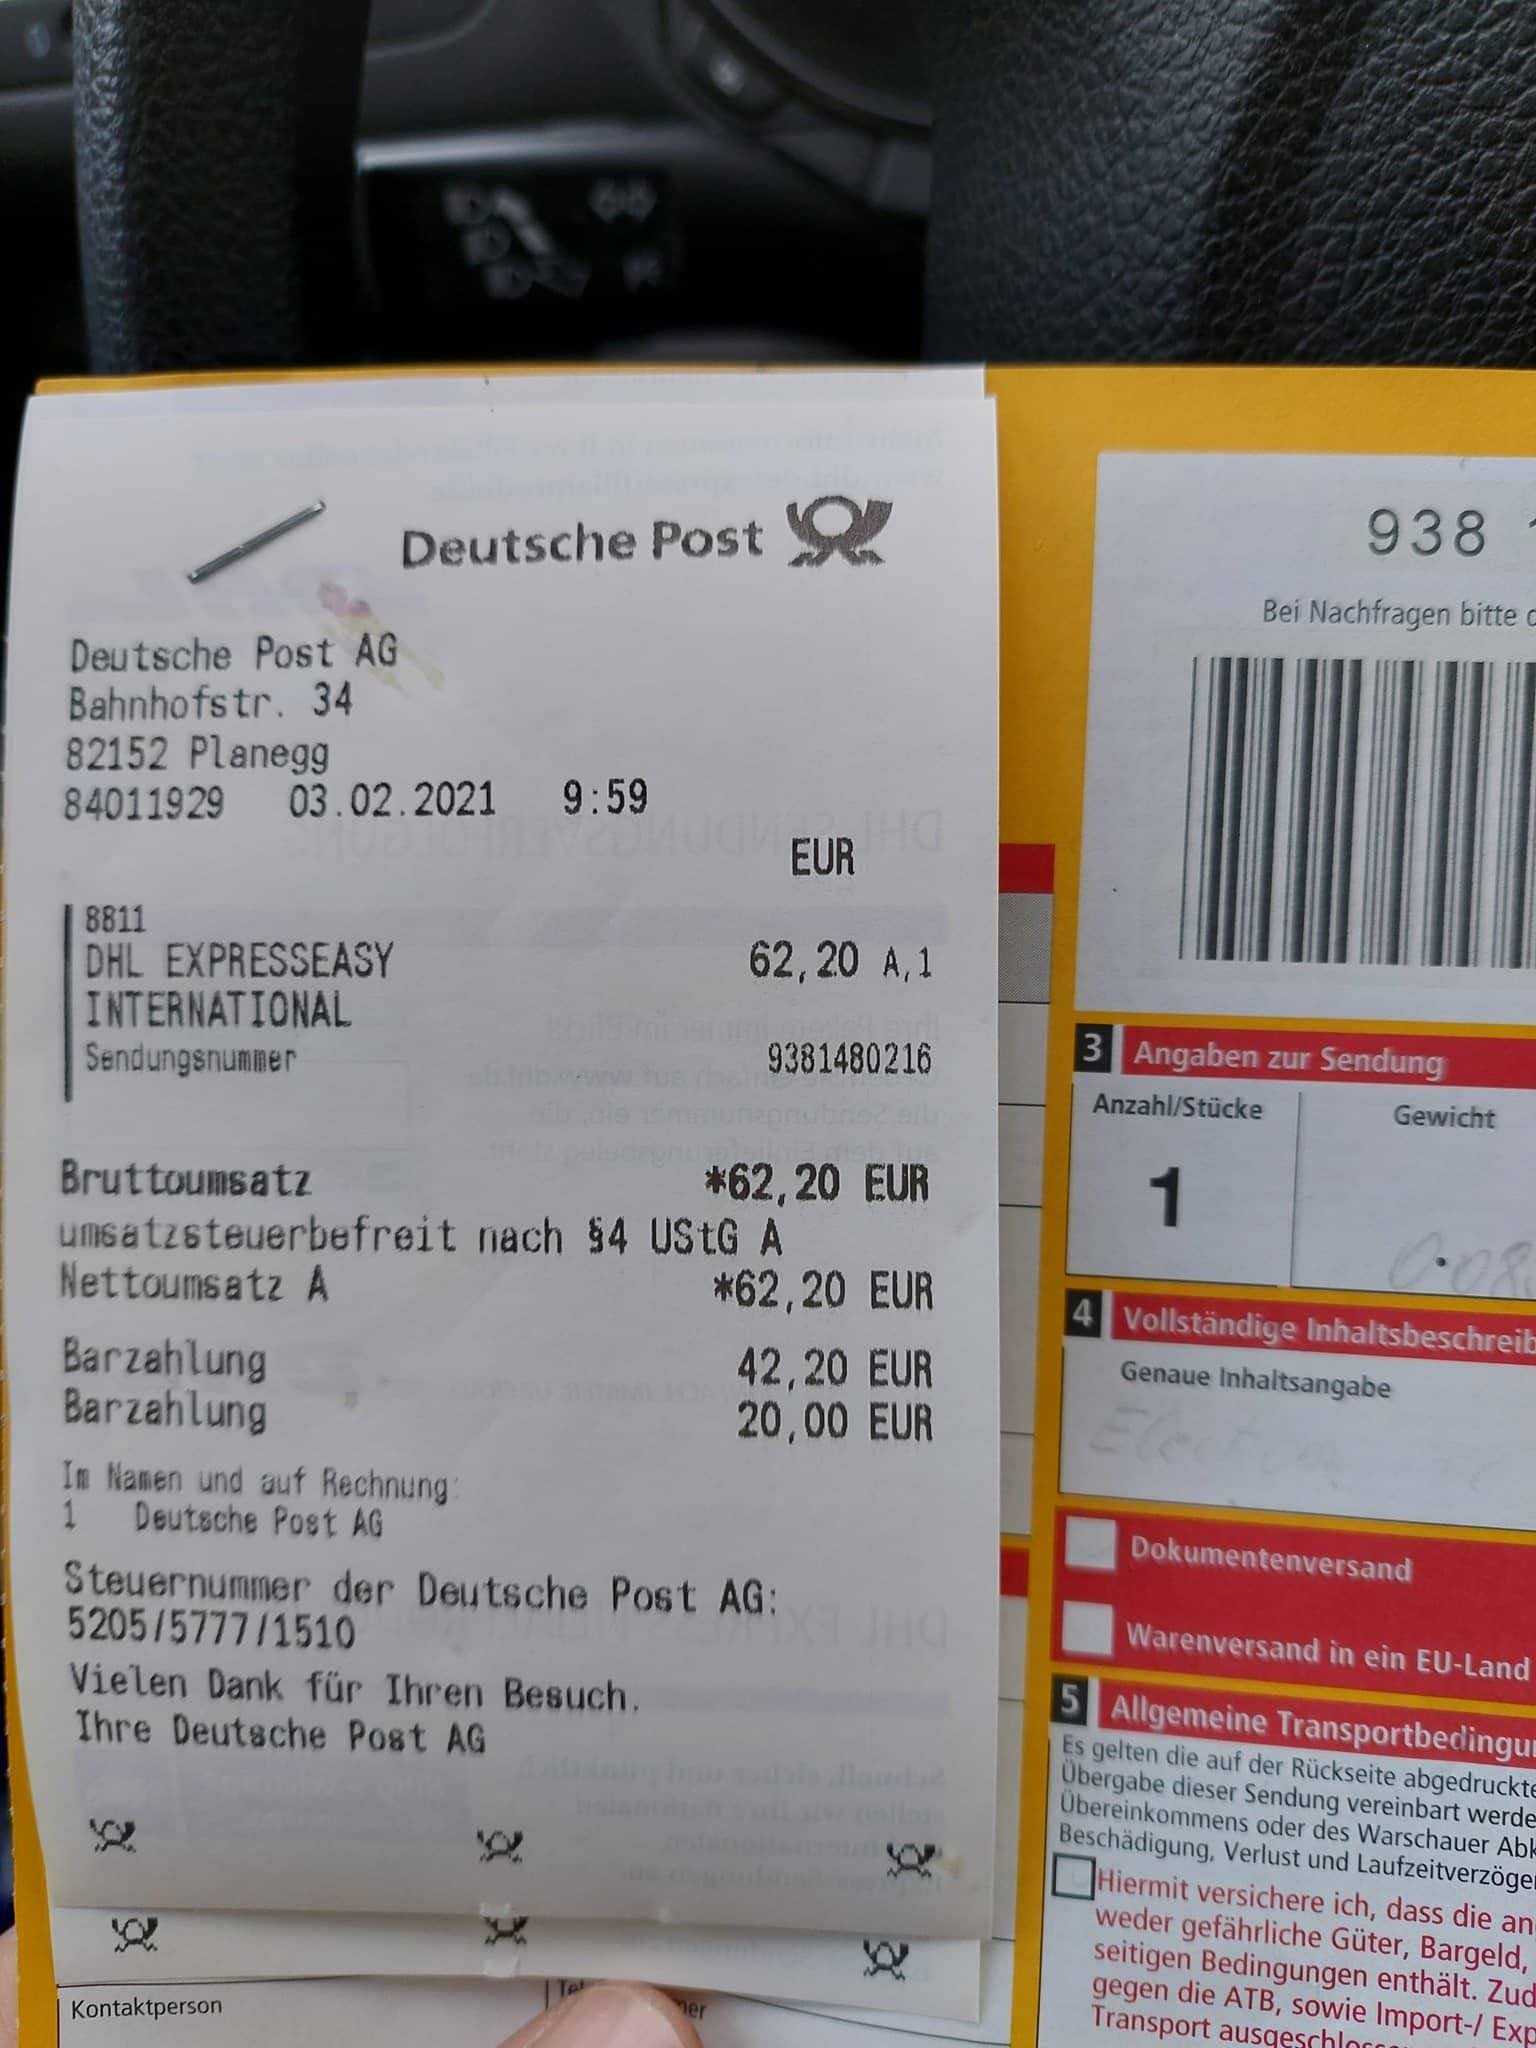 Deutsche Post
Deutsche Post AG
Bahnhofstr. 34
82152 Planegg
84011929 03.02.2021 9:59
EUR
8811
DHL EXPRESSEASY 62,20 A,1
INTERNATIONAL
Sendungsnummer 9381480216
Bruttoumsatz *62,20 EUR
umsatzsteuerbefreit nach §4 UStG A
Nettoumsatz A *62,20 EUR
Barzahlung 42,20 EUR
Barzahlung 20,00 EUR
Im Namen und auf Rechnung:
1 Deutsche Post AG
Steuernummer der Deutsche Post AG:
5205/5777/1510
Vielen Dank für Ihren Besuch.
Ihre Deutsche Post AG
Kontaktperson
938
Bei Nachfragen bitte
3 Angaben zur Sendung
Anzahl/Stücke Gewicht
1
4 Vollständige Inhaltsbeschreib
Genaue Inhaltsangabe
Dokumentenversand
Warenversand in ein EU-Land
5 Allgemeine Transportbedingu
Es gelten die auf der Rückseite abgedruckte
Übergabe dieser Sendung vereinbart werde
Übereinkommens oder des Warschauer Abk
Beschädigung, Verlust und Laufzeitverzöge
Hiermit versichere ich, dass die an
weder gefährliche Güter, Bargeld,
seitigen Bedingungen enthält. Zud
gegen die ATB, sowie Import-/ Exp
Transport ausgeschlosse